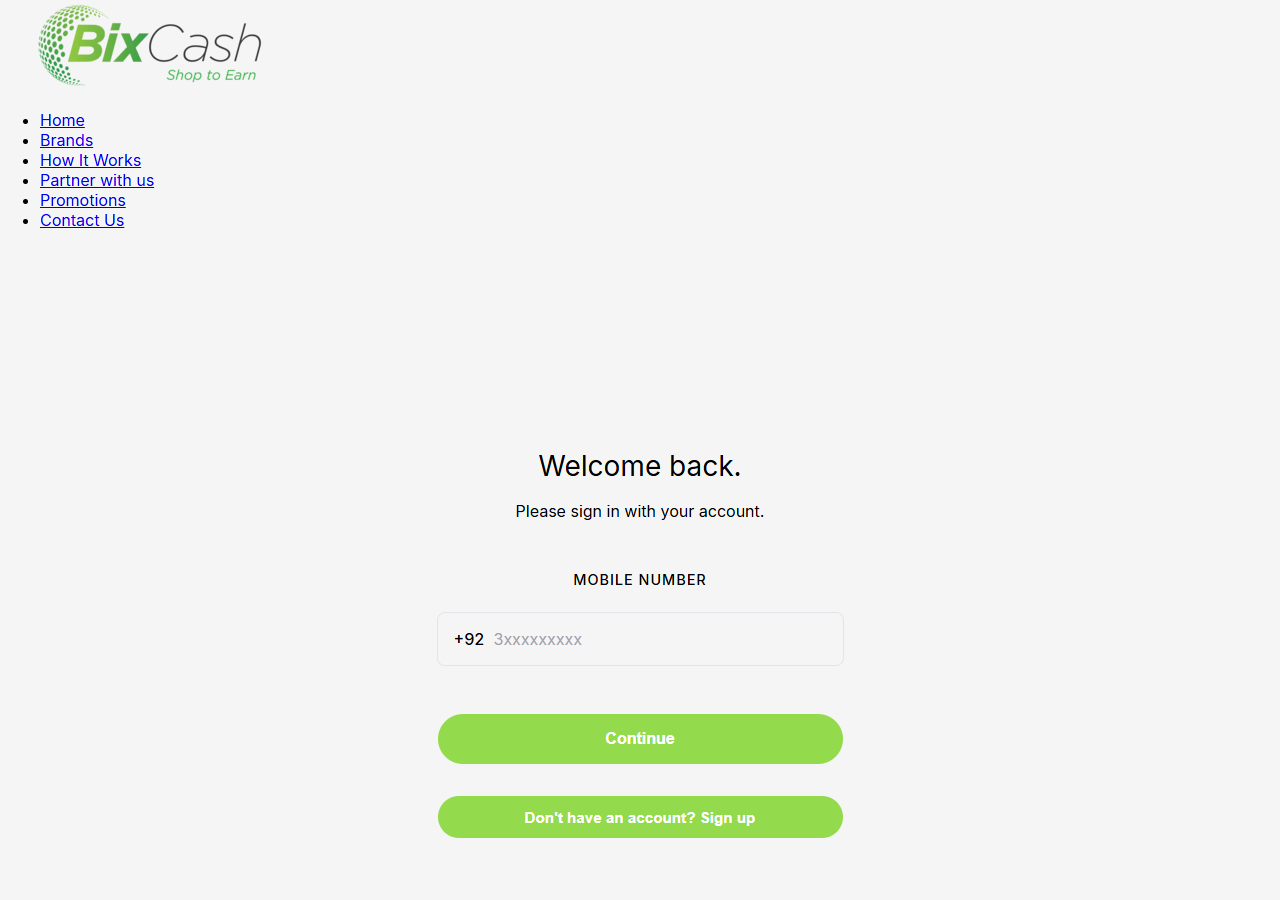 BixCash
Shop to Earn
Home
Brands
How It Works
Partner with us
Promotions
Contact Us
Welcome back.
Please sign in with your account.
MOBILE NUMBER
+92 3xxxxxxxxx
Continue
Don't have an account? Sign up